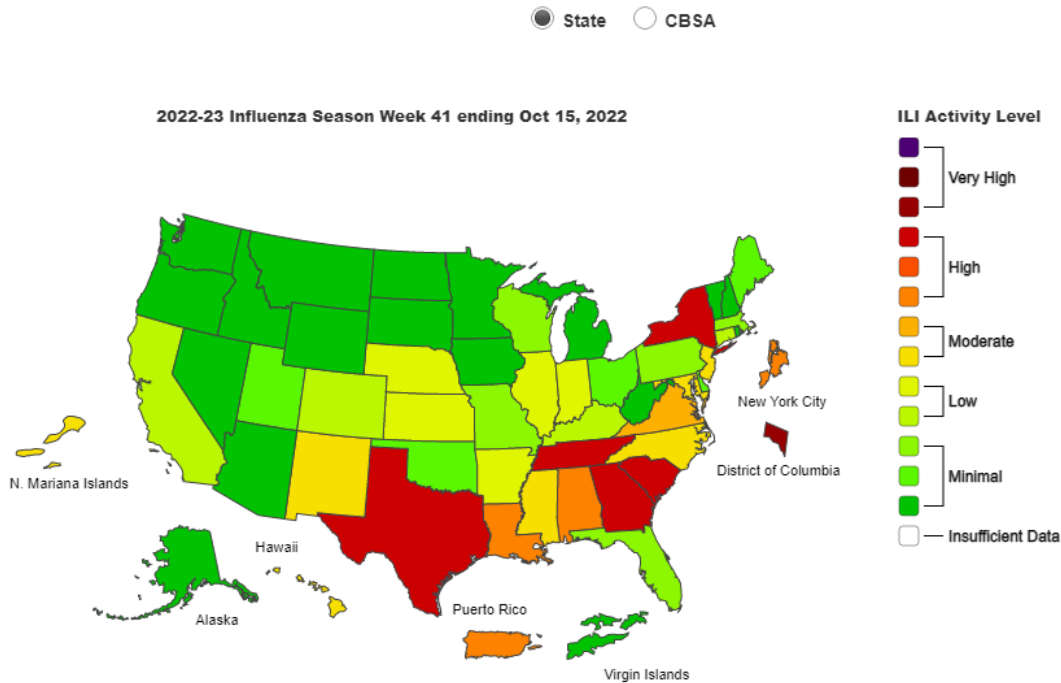 State CBSA
2022-23 Influenza Season Week 41 ending Oct 15, 2022
ILI Activity Level
Very High
High
Moderate
Low
Minimal
Insufficient Data
New York City
District of Columbia
N. Mariana Islands
Hawaii
Alaska
Puerto Rico
Virgin Islands